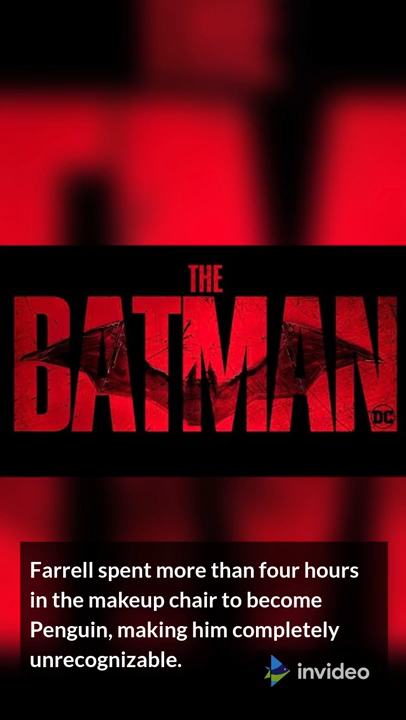 THE
BATMAN
DC
Farrell spent more than four hours
in the makeup chair to become
Penguin, making him completely
unrecognizable.
invideo